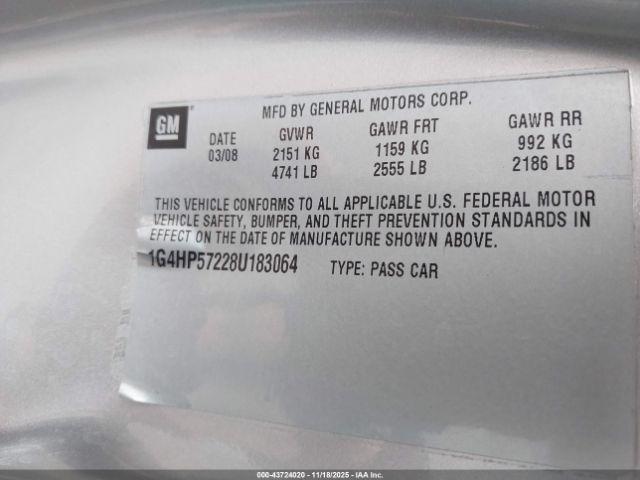 GM
MFD BY GENERAL MOTORS CORP.
DATE GVWR GAWR FRT GAWR RR
03/08 2151 KG 1159 KG 992 KG
4741 LB 2555 LB 2186 LB
THIS VEHICLE CONFORMS TO ALL APPLICABLE U.S. FEDERAL MOTOR
VEHICLE SAFETY, BUMPER, AND THEFT PREVENTION STANDARDS IN
EFFECT ON THE DATE OF MANUFACTURE SHOWN ABOVE.
1G4HP57228U183064 TYPE: PASS CAR
000-43724020 - 11/18/2025 - IAAI.COM